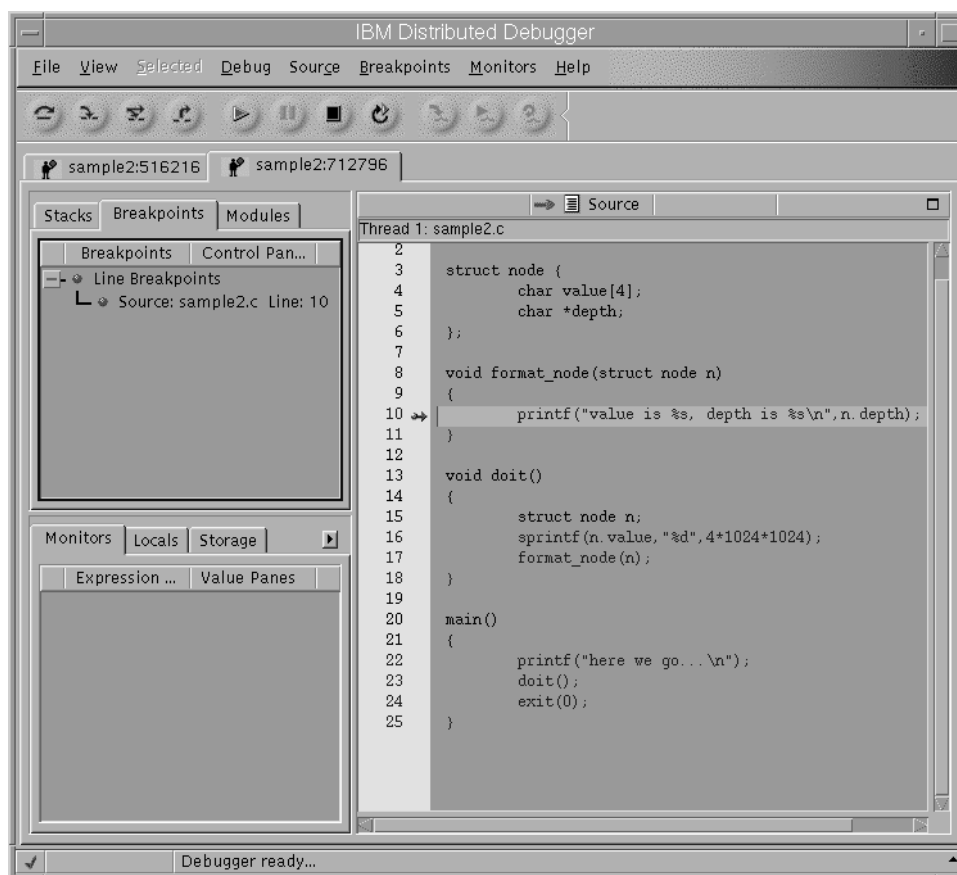 IBM Distributed Debugger
File View Selected Debug Source Breakpoints Monitors Help
sample2:516216 sample2:712796
Stacks Breakpoints Modules
Breakpoints Control Pan...
Line Breakpoints
Source: sample2.c Line: 10
Monitors Locals Storage
Expression ... Value Panes
Source
Thread 1: sample2.c
2
3 struct node {
4 char value[4];
5 char *depth;
6 };
7
8 void format_node(struct node n)
9 {
10 printf("value is %s, depth is %s\n",n.depth);
11 }
12
13 void doit()
14 {
15 struct node n;
16 sprintf(n.value,"%d",4*1024*1024);
17 format_node(n);
18 }
19
20 main()
21 {
22 printf("here we go...\n");
23 doit();
24 exit(0);
25 }
Debugger ready...